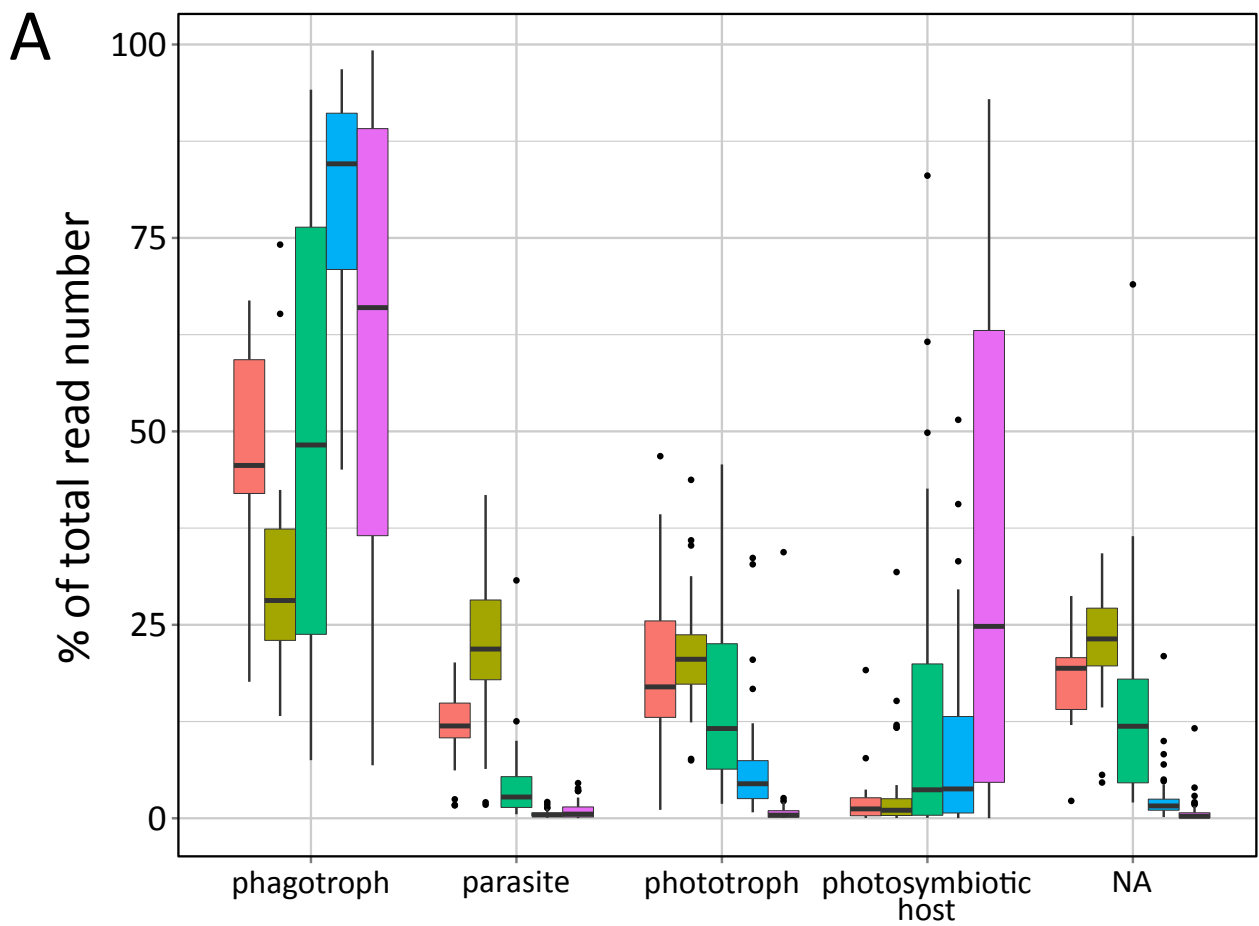 A
% of total read number
100
75
50
25
0
phagotroph
parasite
phototroph
photosymbiotic
host
NA